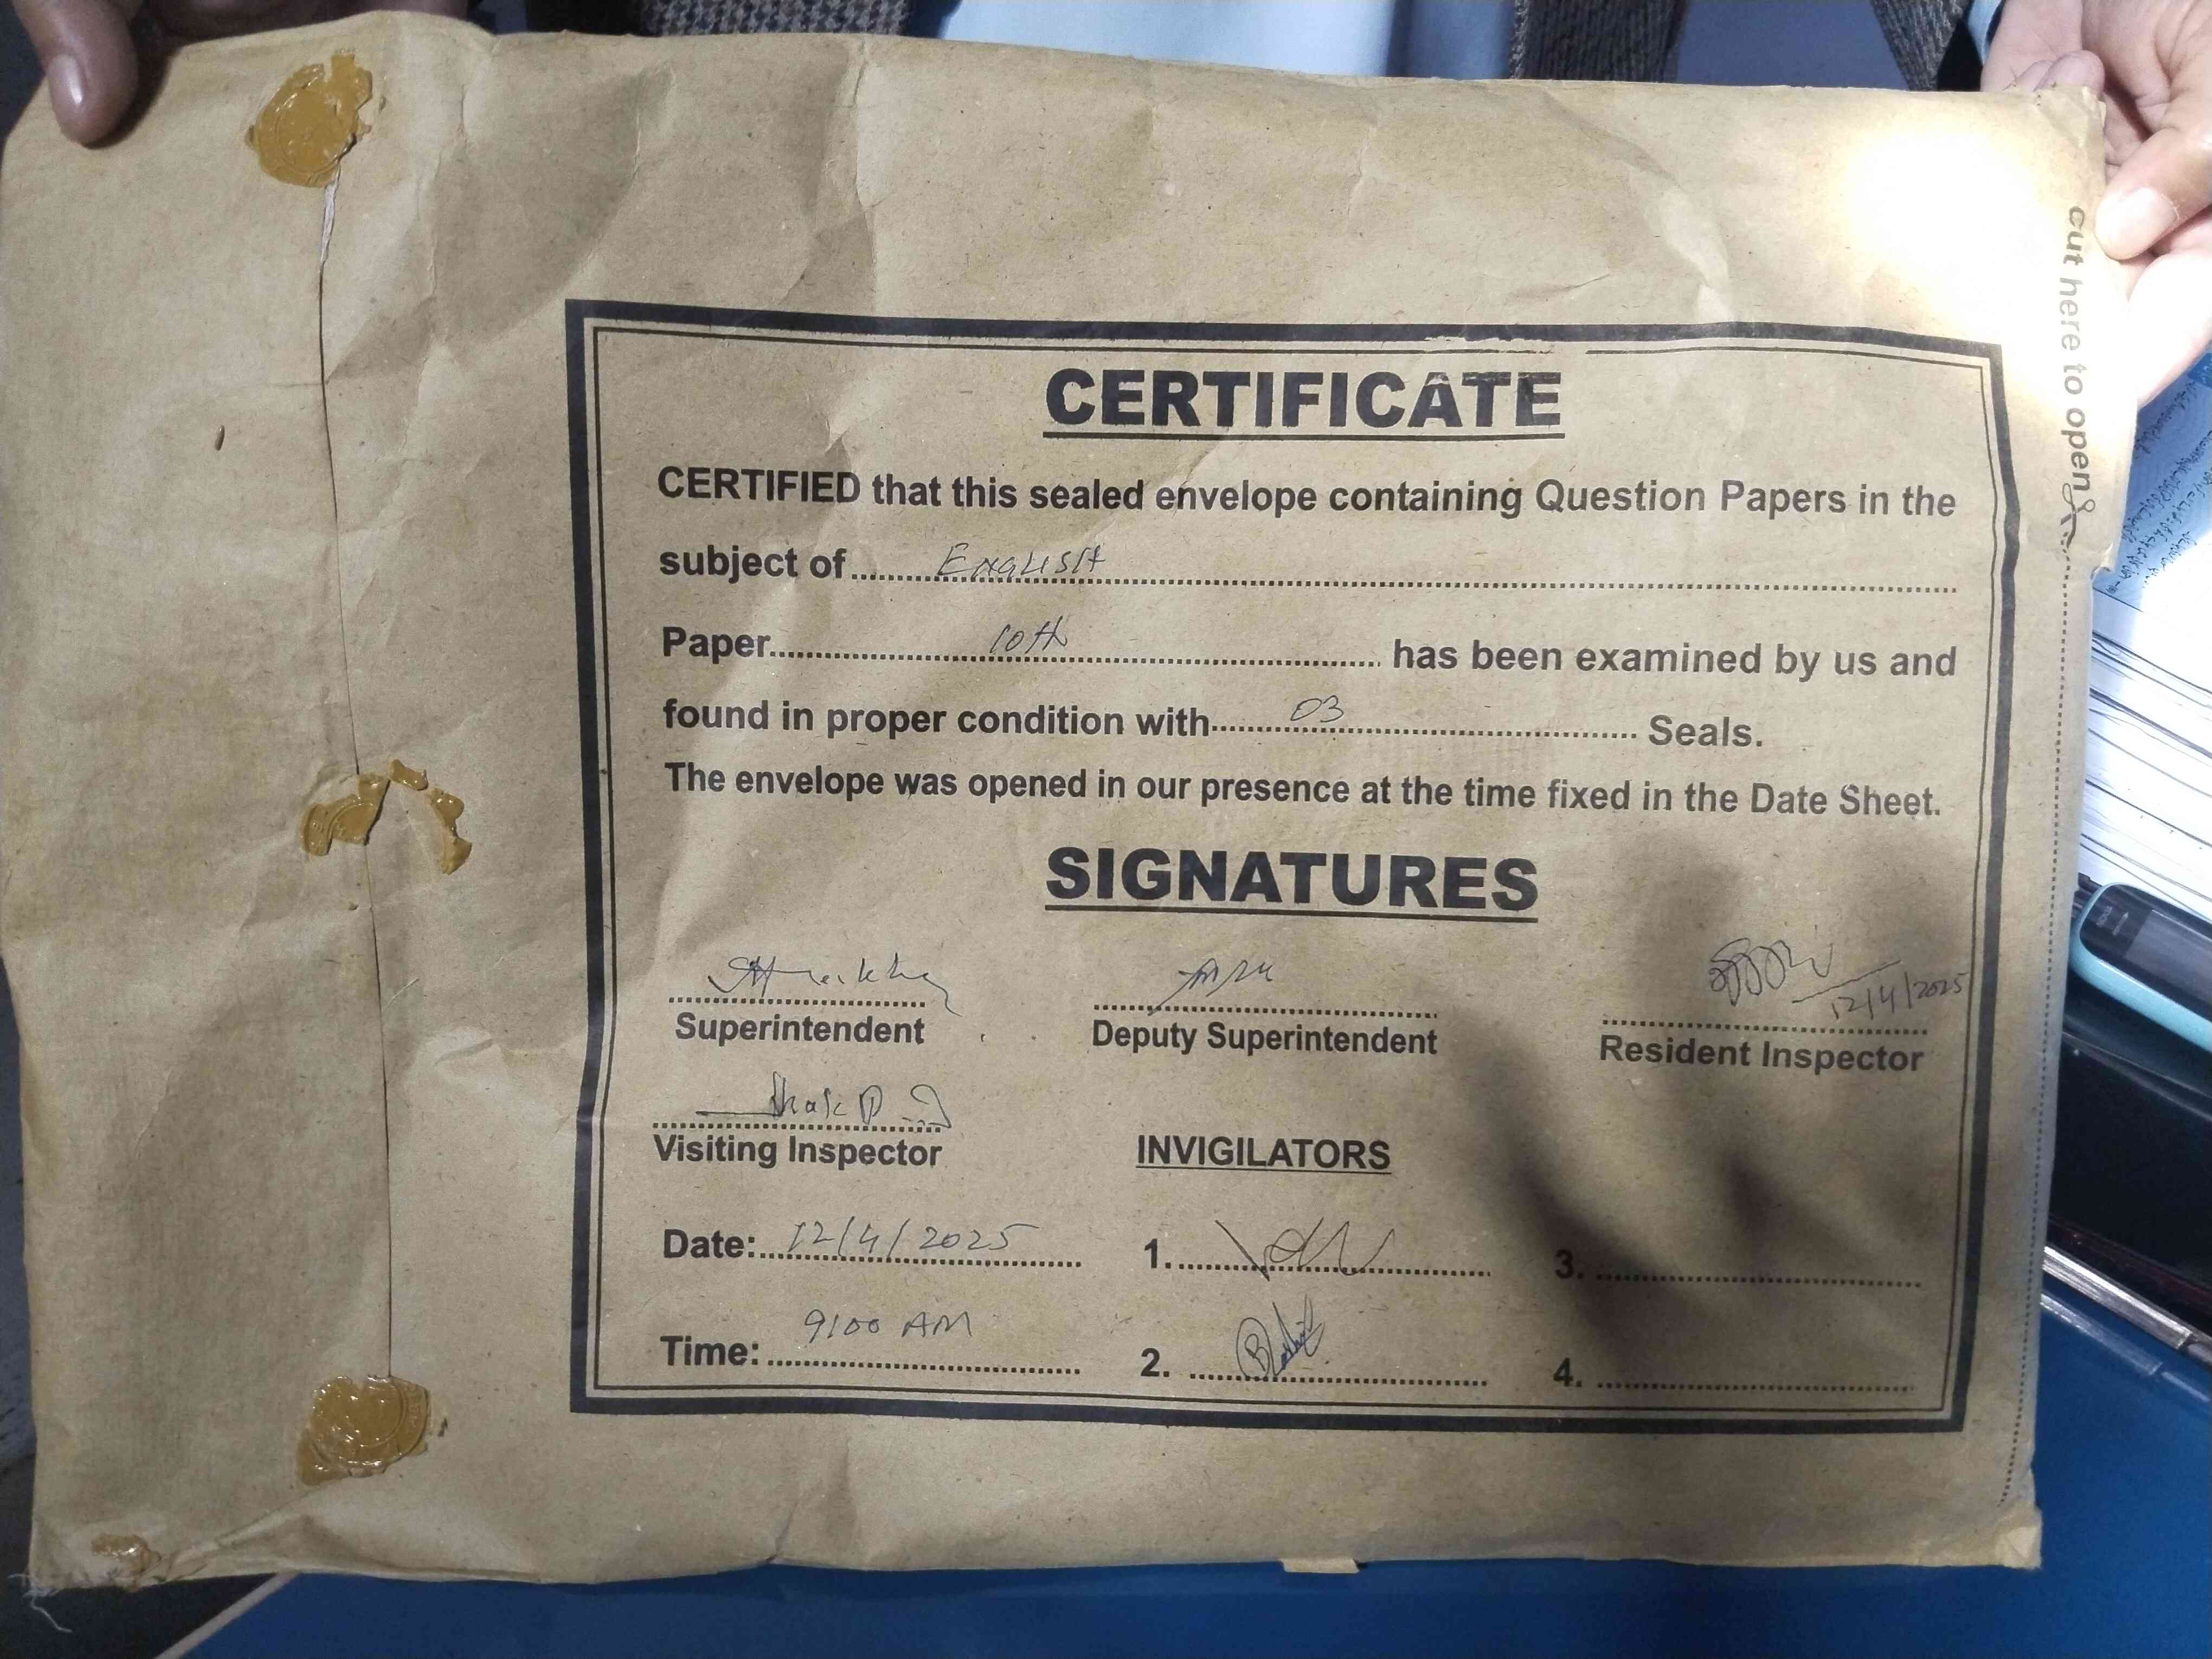 cut here to open
CERTIFICATE
CERTIFIED that this sealed envelope containing Question Papers in the
subject of English
Paper 10th has been examined by us and
found in proper condition with 03 Seals.
The envelope was opened in our presence at the time fixed in the Date Sheet.
SIGNATURES
12/4/2025
Superintendent Deputy Superintendent Resident Inspector
Visiting Inspector INVIGILATORS
Date: 12/4/2025 1. 3.
Time: 9:00 AM 2. 4.